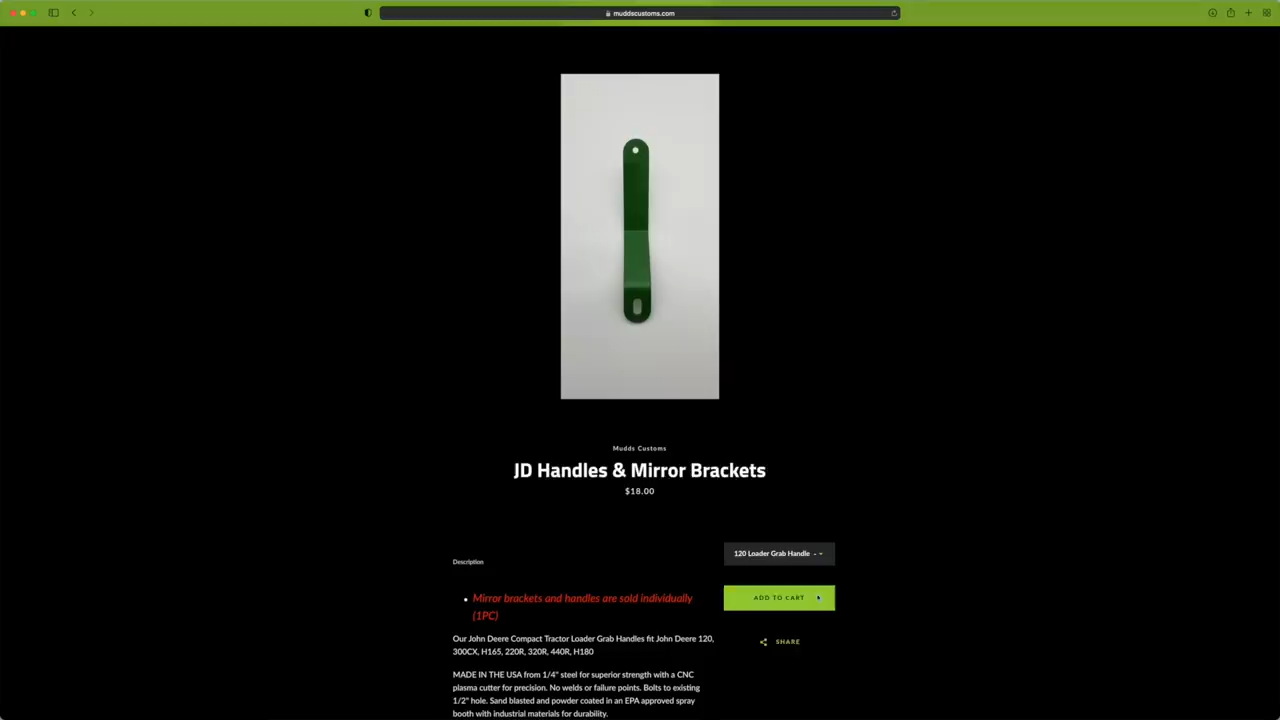 muddscustoms.com
Mudds Customs
JD Handles & Mirror Brackets
$18.00
120 Loader Grab Handle -
Description
ADD TO CART
Mirror brackets and handles are sold individually
(1PC)
SHARE
Our John Deere Compact Tractor Loader Grab Handles fit John Deere 120,
300CX, H165, 220R, 320R, 440R, H180
MADE IN THE USA from 1/4" steel for superior strength with a CNC
plasma cutter for precision. No welds or failure points. Bolts to existing
1/2" hole. Sand blasted and powder coated in an EPA approved spray
booth with industrial materials for durability.